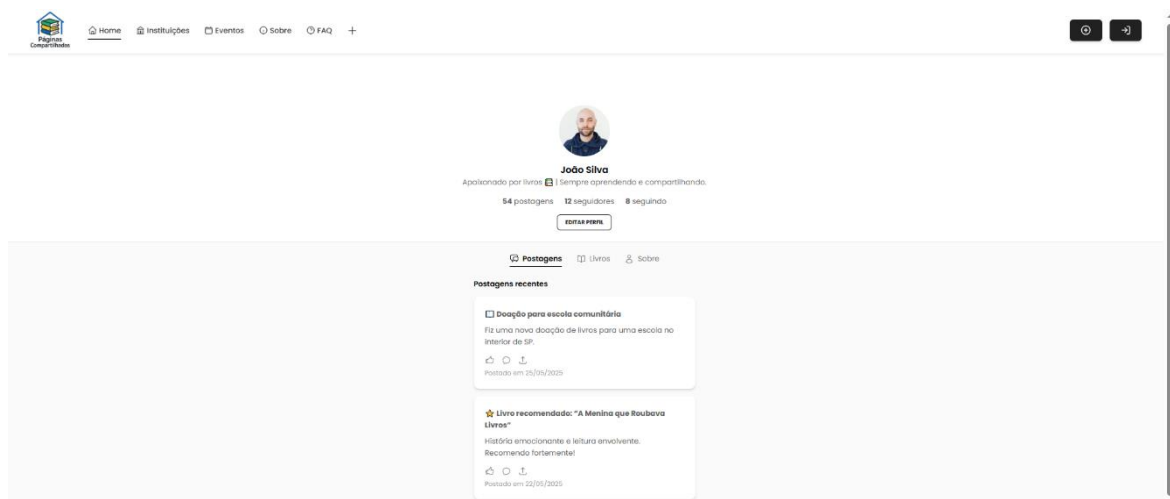 Páginas
Compartilhadas
Home Instituições Eventos Sobre FAQ
João Silva
Apaixonado por livros | Sempre aprendendo e compartilhando.
54 postagens 12 seguidores 8 seguindo
EDITAR PERFIL
Postagens Livros Sobre
Postagens recentes
Doação para escola comunitária
Fiz uma nova doação de livros para uma escola no
interior de SP.
Postado em 25/05/2025
Livro recomendado: "A Menina que Roubava
Livros"
História emocionante e leitura envolvente.
Recomendo fortemente!
Postado em 22/05/2025